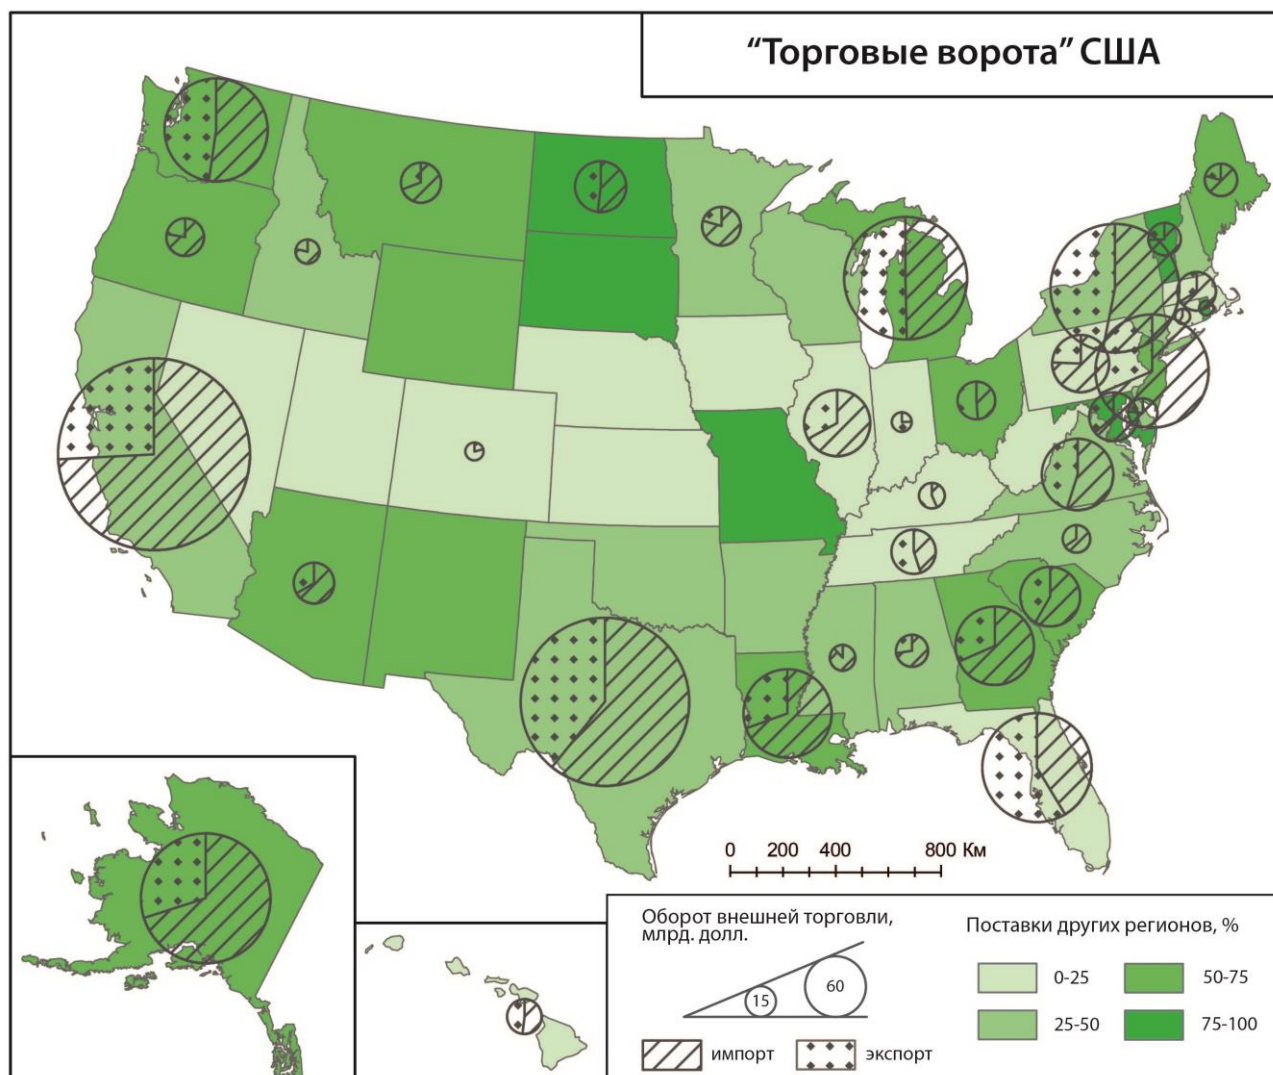 “Торговые ворота” США
0 200 400 800 Км
Оборот внешней торговли,
млрд. долл.
15
60
импорт
экспорт
Поставки других регионов, %
0-25
50-75
25-50
75-100